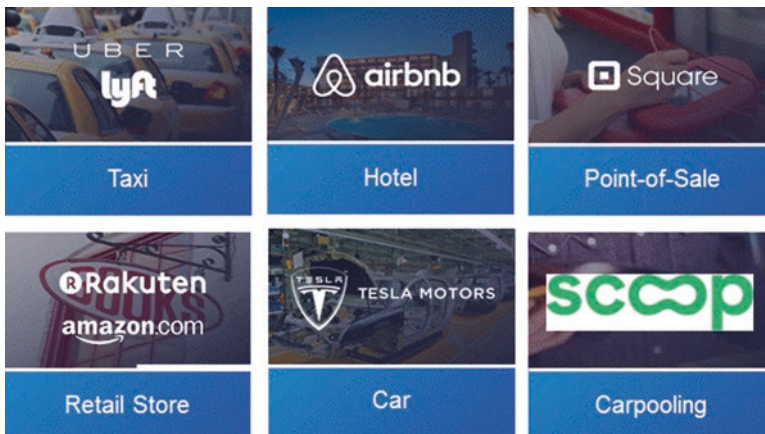 UBER
lyft
airbnb
Square
Taxi
Hotel
Point-of-Sale
R Rakuten
amazon.com
BOOKS
TESLA
TESLA MOTORS
scoop
Retail Store
Car
Carpooling